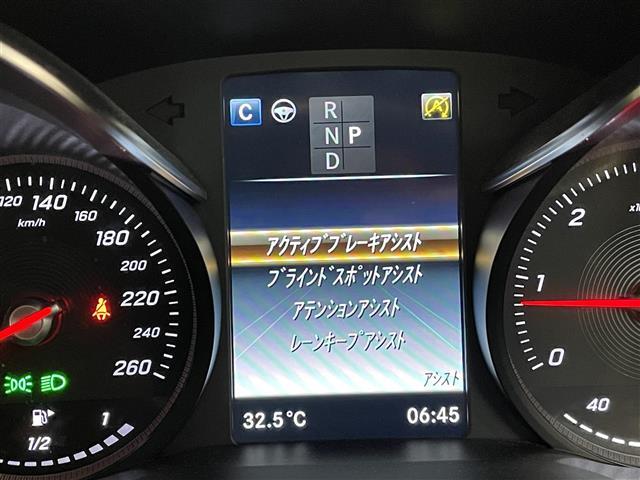 C
R
N P
D
A
アクティブブレーキアシスト
ブラインドスポットアシスト
アテンションアシスト
レーンキープアシスト
アシスト
32.5°C 06:45
120 140 160 180 200 220 240 260
km/h
1/2 1
2
1
0
40